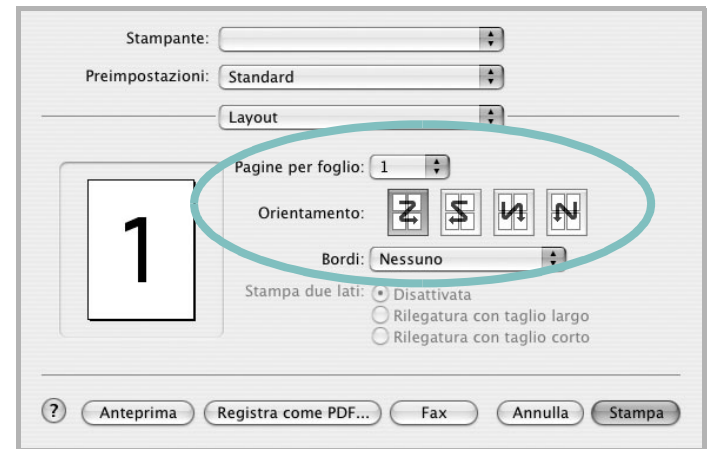 Stampante:
Preimpostazioni: Standard
Layout
Pagine per foglio: 1
Orientamento:
Bordi: Nessuno
Stampa due lati: Disattivata
Rilegatura con taglio largo
Rilegatura con taglio corto
1
? Anteprima Registra come PDF... Fax Annulla Stampa